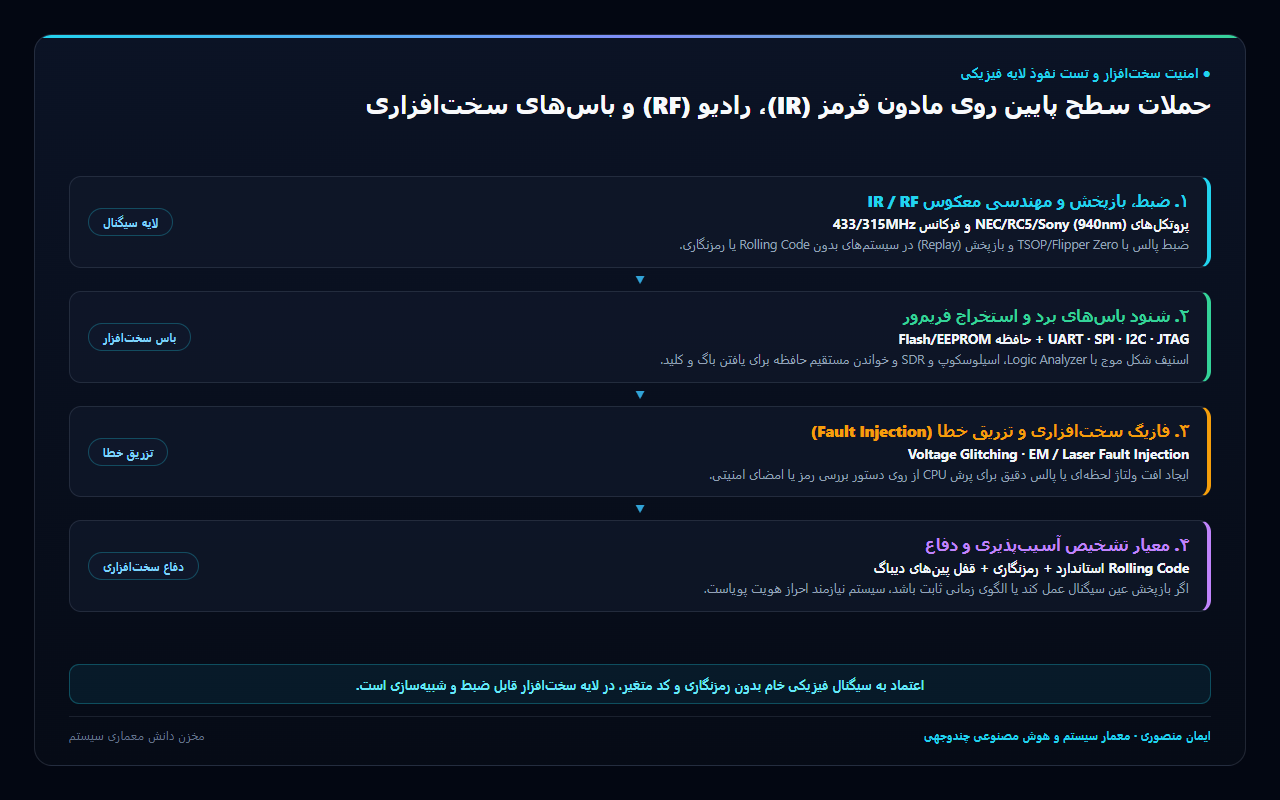 ● امنیت سخت‌افزار و تست نفوذ لایه فیزیکی
حملات سطح پایین روی مادون قرمز (IR)، رادیو (RF) و باس‌های سخت‌افزاری
۱. ضبط، بازپخش و مهندسی معکوس IR / RF
پروتکل‌های NEC/RC5/Sony (940nm) و فرکانس 433/315MHz
ضبط پالس با TSOP/Flipper Zero و بازپخش (Replay) در سیستم‌های بدون Rolling Code یا رمزنگاری.
لایه سیگنال
▼
۲. شنود باس‌های برد و استخراج فریم‌ور
UART · SPI · I2C · JTAG + حافظه Flash/EEPROM
اسنیف شکل موج با Logic Analyzer، اسیلوسکوپ و SDR و خواندن مستقیم حافظه برای یافتن باگ و کلید.
باس سخت‌افزار
▼
۳. فازیگ سخت‌افزاری و تزریق خطا (Fault Injection)
Voltage Glitching · EM / Laser Fault Injection
ایجاد افت ولتاژ لحظه‌ای یا پالس دقیق برای پرش CPU از روی دستور بررسی رمز یا امضای امنیتی.
تزریق خطا
▼
۴. معیار تشخیص آسیب‌پذیری و دفاع
Rolling Code استاندارد + رمزنگاری + قفل پین‌های دیباگ
اگر بازپخش عین سیگنال عمل کند یا الگوی زمانی ثابت باشد، سیستم نیازمند احراز هویت پویاست.
دفاع سخت‌افزاری
اعتماد به سیگنال فیزیکی خام بدون رمزنگاری و کد متغیر، در لایه سخت‌افزار قابل ضبط و شبیه‌سازی است.
ایمان منصوری · معمار سیستم و هوش مصنوعی چندوجهی
مخزن دانش معماری سیستم